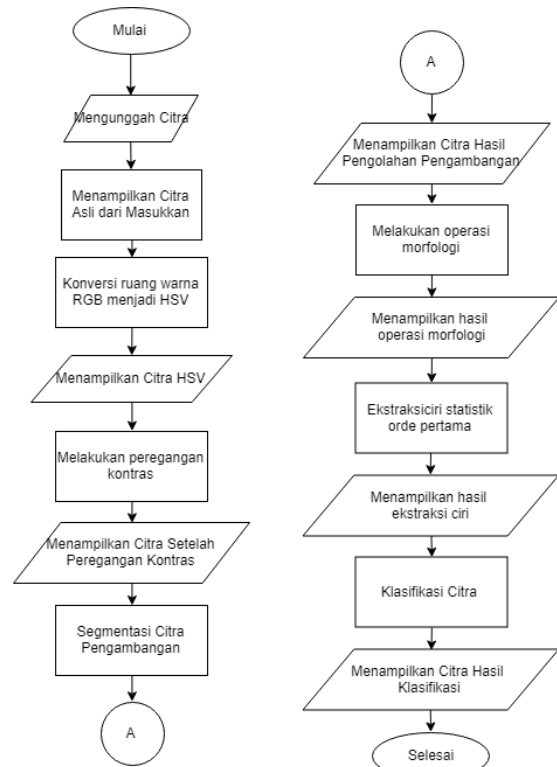 Mulai
Mengunggah Citra
Menampilkan Citra
Asli dari Masukkan
Konversi ruang warna
RGB menjadi HSV
Menampilkan Citra HSV
Melakukan peregangan
kontras
Menampilkan Citra Setelah
Peregangan Kontras
Segmentasi Citra
Pengambangan
A
A
Menampilkan Citra Hasil
Pengolahan Pengambangan
Melakukan operasi
morfologi
Menampilkan hasil
operasi morfologi
Ekstraksiciri statistik
orde pertama
Menampilkan hasil
ekstraksi ciri
Klasifikasi Citra
Menampilkan Citra Hasil
Klasifikasi
Selesai